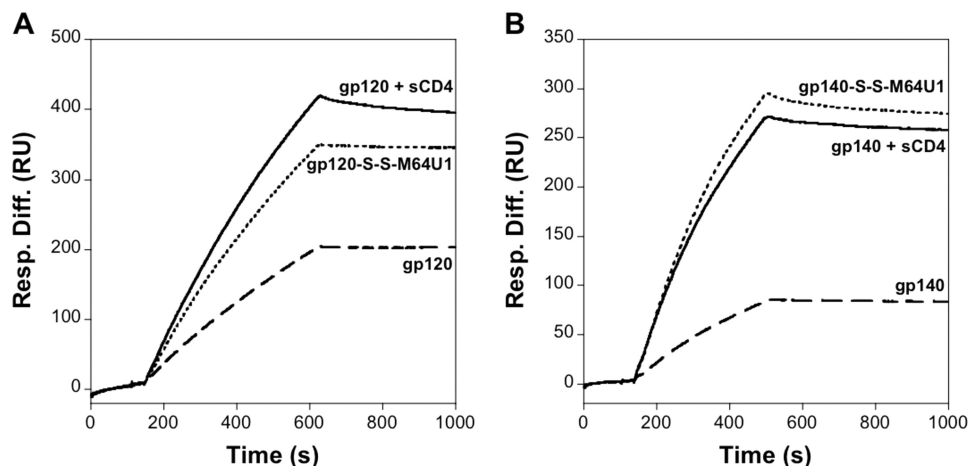 A
Resp. Diff. (RU)
500
400
300
200
100
0
gp120 + sCD4
gp120-S-S-M64U1
gp120
0 200 400 600 800 1000
Time (s)
B
Resp. Diff. (RU)
350
300
250
200
150
100
50
0
gp140-S-S-M64U1
gp140 + sCD4
gp140
0 200 400 600 800 1000
Time (s)